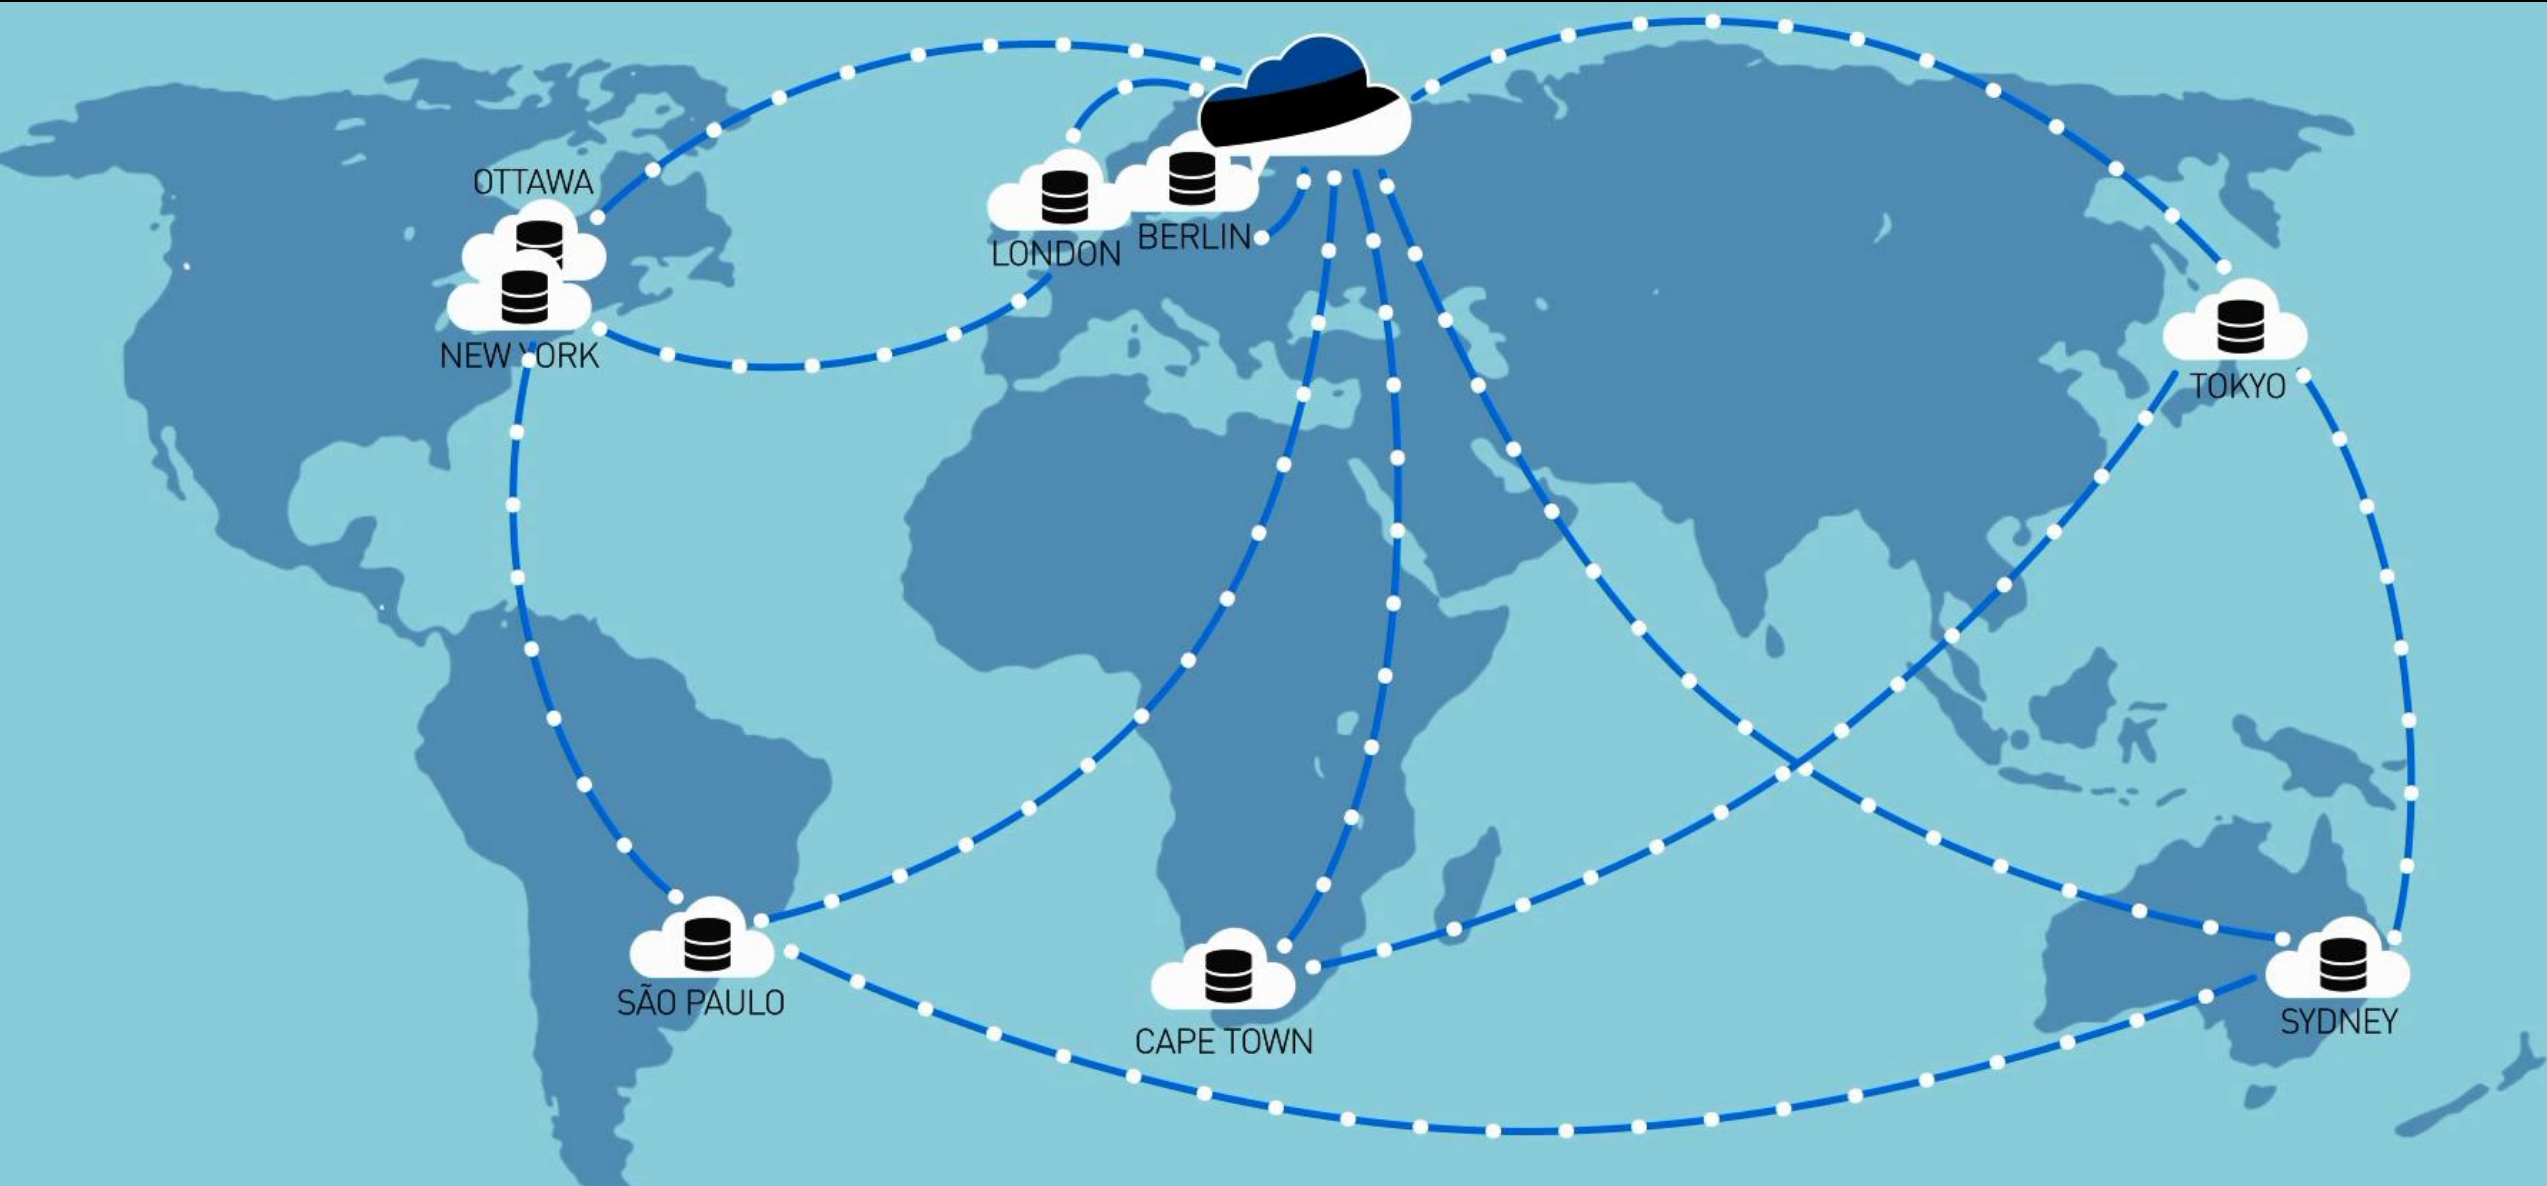 OTTAWA
LONDON
BERLIN
NEW YORK
TOKYO
SÃO PAULO
CAPE TOWN
SYDNEY